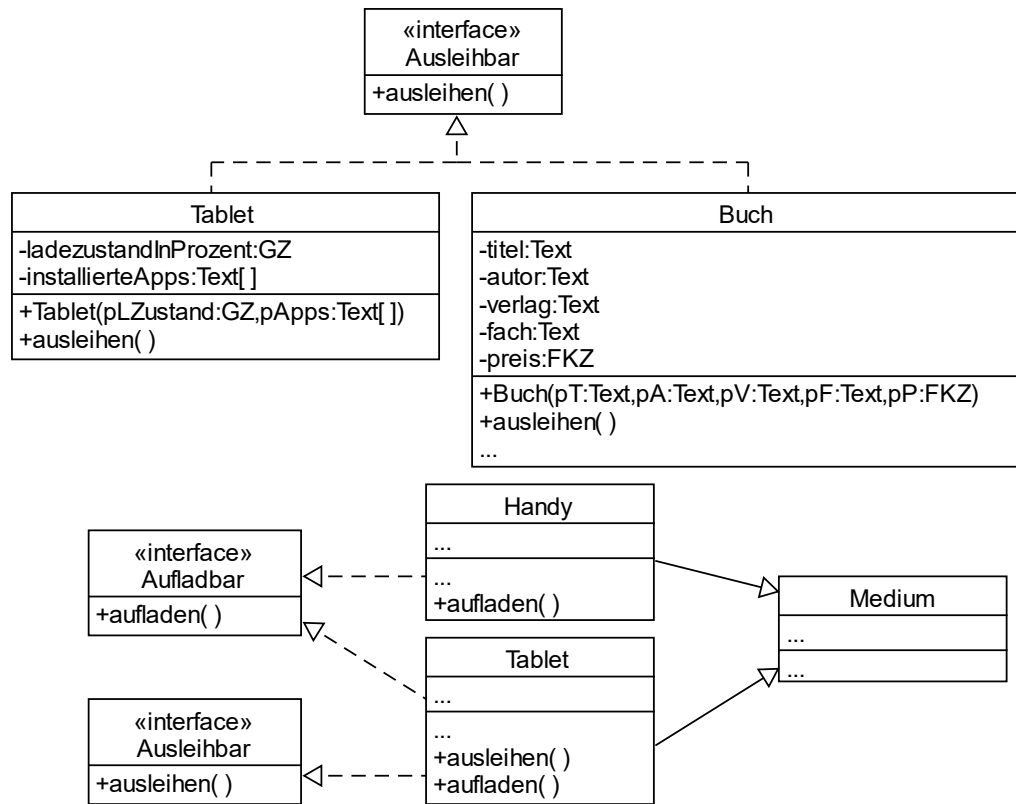 «interface»
Ausleihbar
+ausleihen( )
Tablet
-ladezustandInProzent:GZ
-installierteApps:Text[ ]
+Tablet(pLZustand:GZ,pApps:Text[ ])
+ausleihen( )
Buch
-titel:Text
-autor:Text
-verlag:Text
-fach:Text
-preis:FKZ
+Buch(pT:Text,pA:Text,pV:Text,pF:Text,pP:FKZ)
+ausleihen( )
...
«interface»
Aufladbar
+aufladen( )
Handy
...
...
+aufladen( )
Medium
...
...
«interface»
Ausleihbar
+ausleihen( )
Tablet
...
...
+ausleihen( )
+aufladen( )